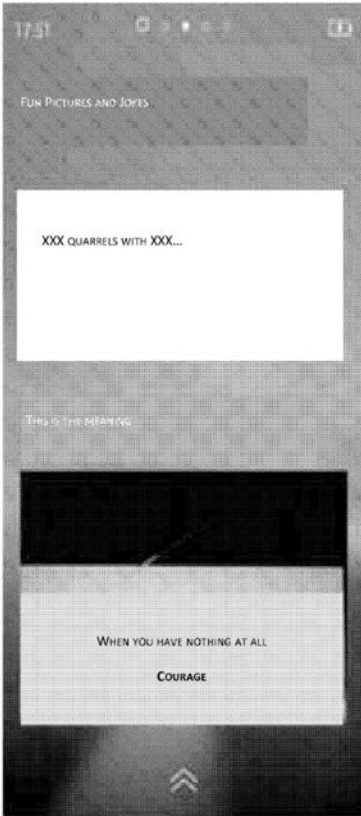 17:51
Fun Pictures and Jokes
XXX quarrels with XXX...
This is the meaning
When you have nothing at all
Courage